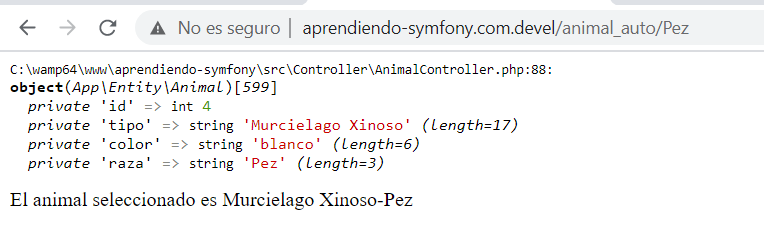 No es seguro | aprendiendo-symfony.com.devel/animal_auto/Pez
C:\wamp64\www\aprendiendo-symfony\src\Controller\AnimalController.php:88:
object(App\Entity\Animal)[599]
private 'id' => int 4
private 'tipo' => string 'Murcielago Xinoso' (length=17)
private 'color' => string 'blanco' (length=6)
private 'raza' => string 'Pez' (length=3)
El animal seleccionado es Murcielago Xinoso-Pez